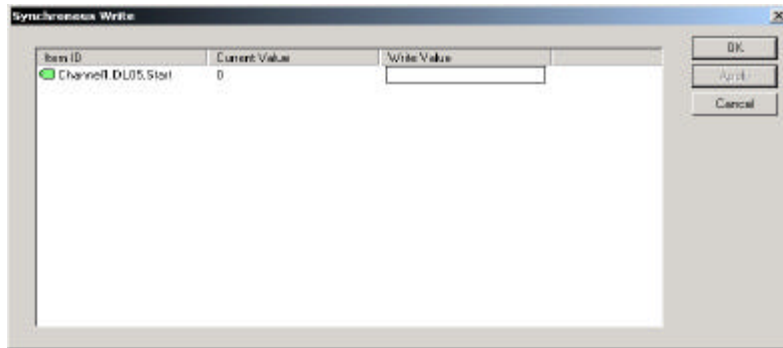 Synchronous Write
Item ID Current Value Write Value
Channel1.DL05.Start 0
OK
Apply
Cancel